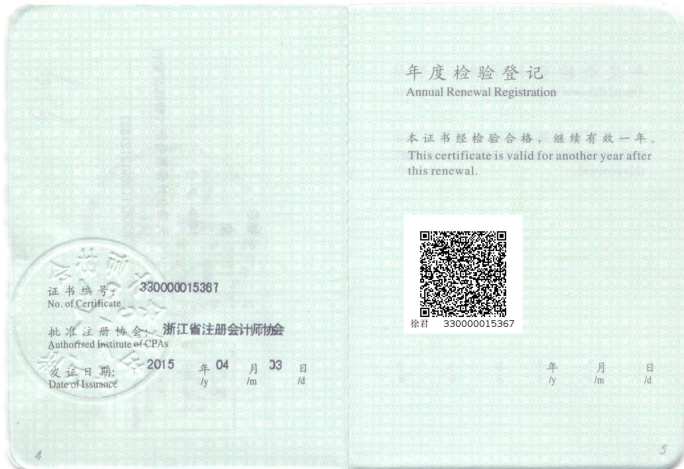 证书编号: 330000015367
No. of Certificate
批准注册协会: 浙江省注册会计师协会
Authorized Institute of CPAs
发证日期: 2015 年 04 月 03 日
Date of Issuance /y /m /d
4
年度检验登记
Annual Renewal Registration
本证书经检验合格，继续有效一年。
This certificate is valid for another year after
this renewal.
徐君 330000015367
年 月 日
/y /m /d
5